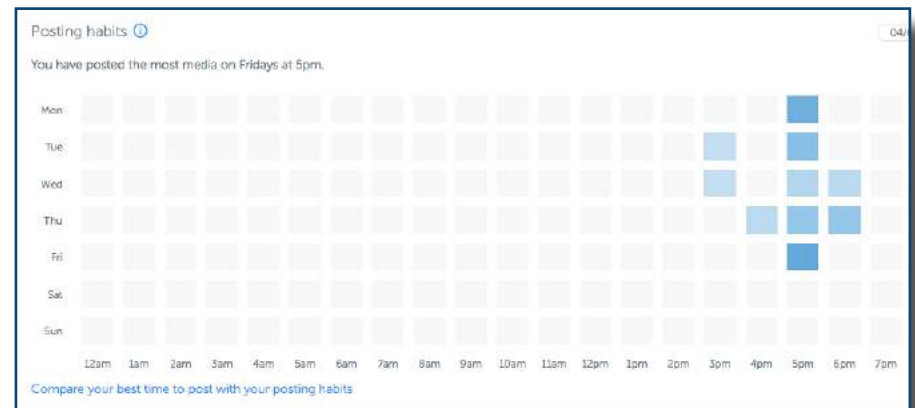 Posting habits
04/
You have posted the most media on Fridays at 5pm.
Mon
Tue
Wed
Thu
Fri
Sat
Sun
12am 1am 2am 3am 4am 5am 6am 7am 8am 9am 10am 11am 12pm 1pm 2pm 3pm 4pm 5pm 6pm 7pm
Compare your best time to post with your posting habits